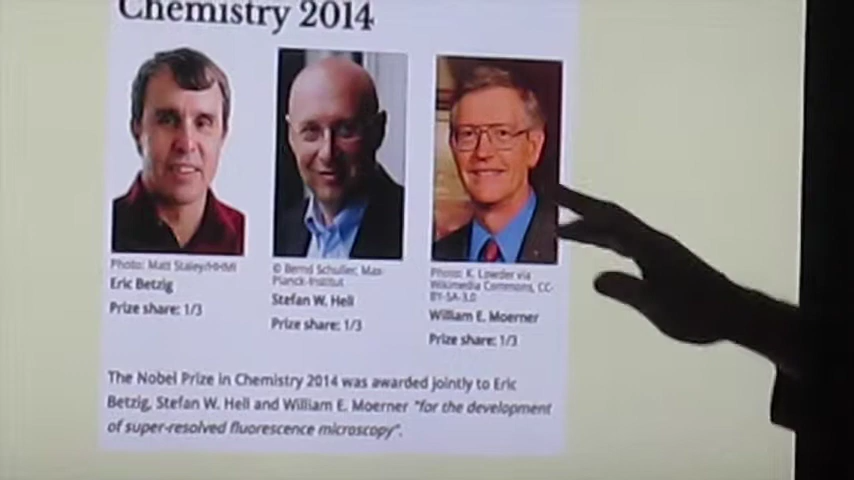 Chemistry 2014
Photo: Matt Staley/HHMI
Eric Betzig
Prize share: 1/3
© Bernd Schuller, Max-
Planck-Institut
Stefan W. Hell
Prize share: 1/3
Photo: K. Lowder via
Wikimedia Commons, CC-
BY-SA-3.0
William E. Moerner
Prize share: 1/3
The Nobel Prize in Chemistry 2014 was awarded jointly to Eric
Betzig, Stefan W. Hell and William E. Moerner "for the development
of super-resolved fluorescence microscopy".